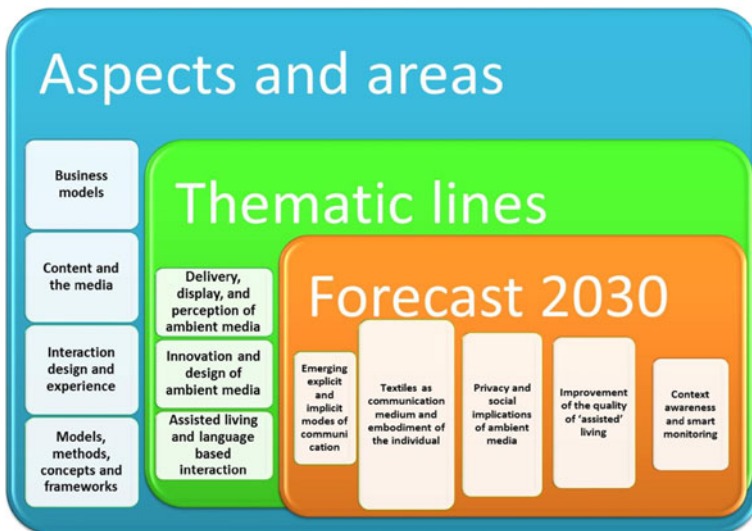 Aspects and areas
Business
models
Content and
the media
Interaction
design and
experience
Models,
methods,
concepts and
frameworks
Thematic lines
Delivery,
display, and
perception of
ambient media
Innovation and
design of
ambient media
Assisted living
and language
based
interaction
Forecast 2030
Emerging
explicit
and
implicit
modes of
communi
cation
Textiles as
communication
medium and
embodiment of
the individual
Privacy and
social
implications
of ambient
media
Improvement
of the quality
of ‘assisted’
living
Context
awareness
and smart
monitoring